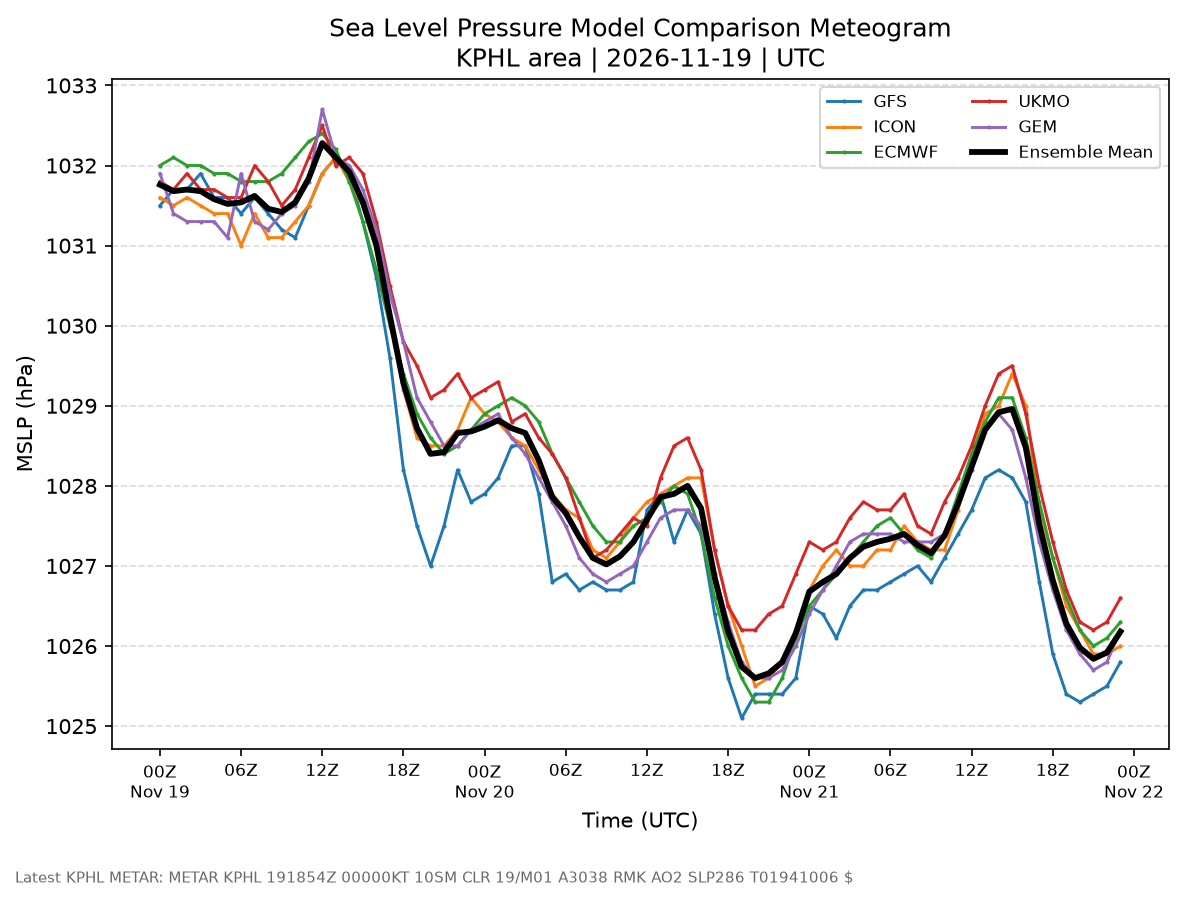 Sea Level Pressure Model Comparison Meteogram
KPHL area | 2026-11-19 | UTC
GFS
ICON
ECMWF
UKMO
GEM
Ensemble Mean
1033
1032
1031
1030
1029
1028
1027
1026
1025
MSLP (hPa)
00Z 06Z 12Z 18Z 00Z 06Z 12Z 18Z 00Z 06Z 12Z 18Z 00Z
Nov 19 Nov 20 Nov 21 Nov 22
Time (UTC)
Latest KPHL METAR: METAR KPHL 191854Z 00000KT 10SM CLR 19/M01 A3038 RMK AO2 SLP286 T01941006 $